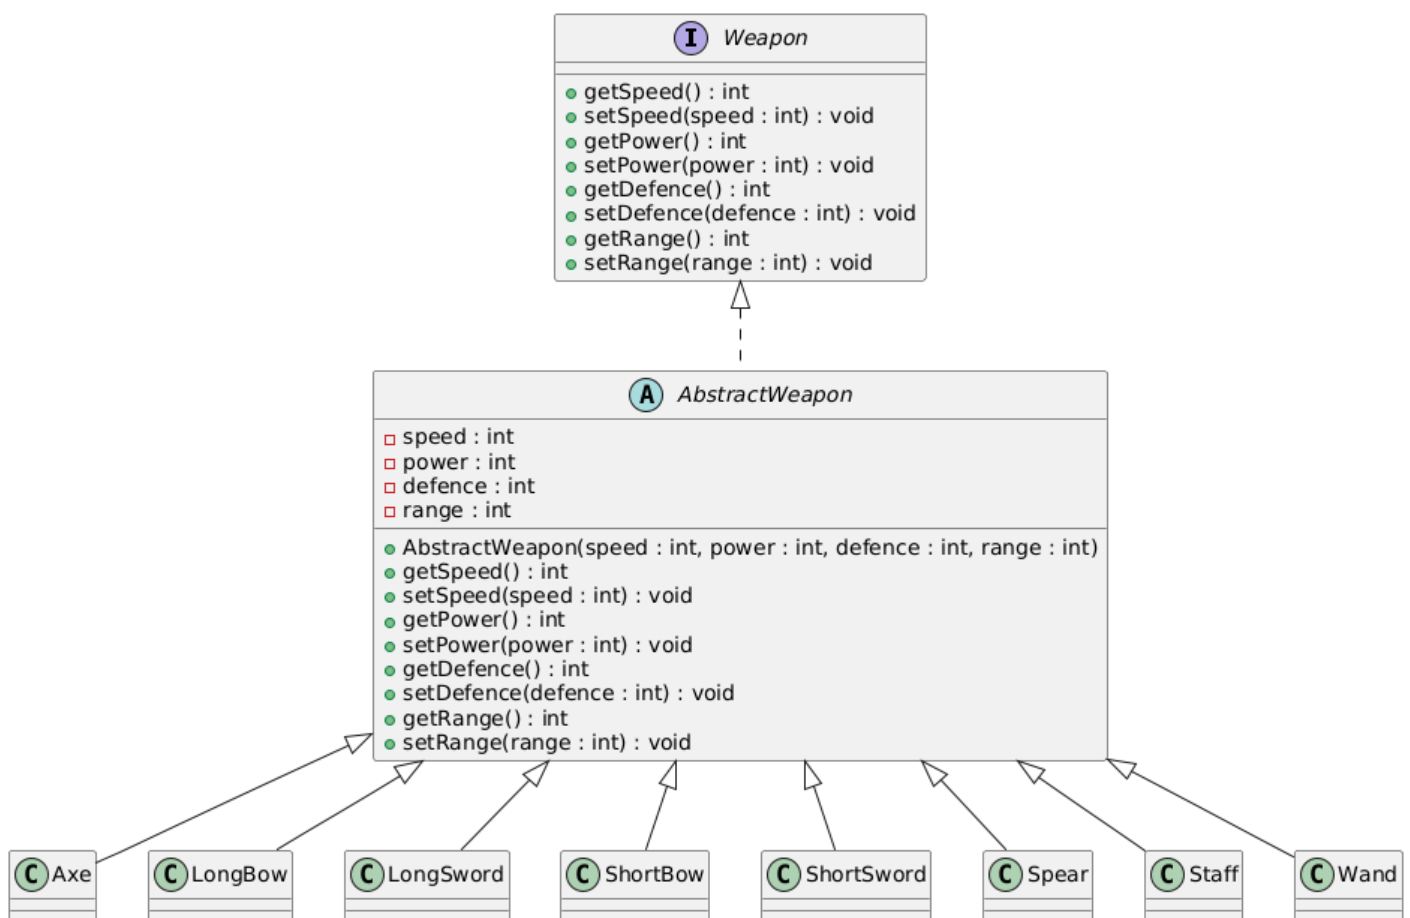 I Weapon
getSpeed() : int
setSpeed(speed : int) : void
getPower() : int
setPower(power : int) : void
getDefence() : int
setDefence(defence : int) : void
getRange() : int
setRange(range : int) : void
A AbstractWeapon
speed : int
power : int
defence : int
range : int
AbstractWeapon(speed : int, power : int, defence : int, range : int)
getSpeed() : int
setSpeed(speed : int) : void
getPower() : int
setPower(power : int) : void
getDefence() : int
setDefence(defence : int) : void
getRange() : int
setRange(range : int) : void
C Axe
C LongBow
C LongSword
C ShortBow
C ShortSword
C Spear
C Staff
C Wand